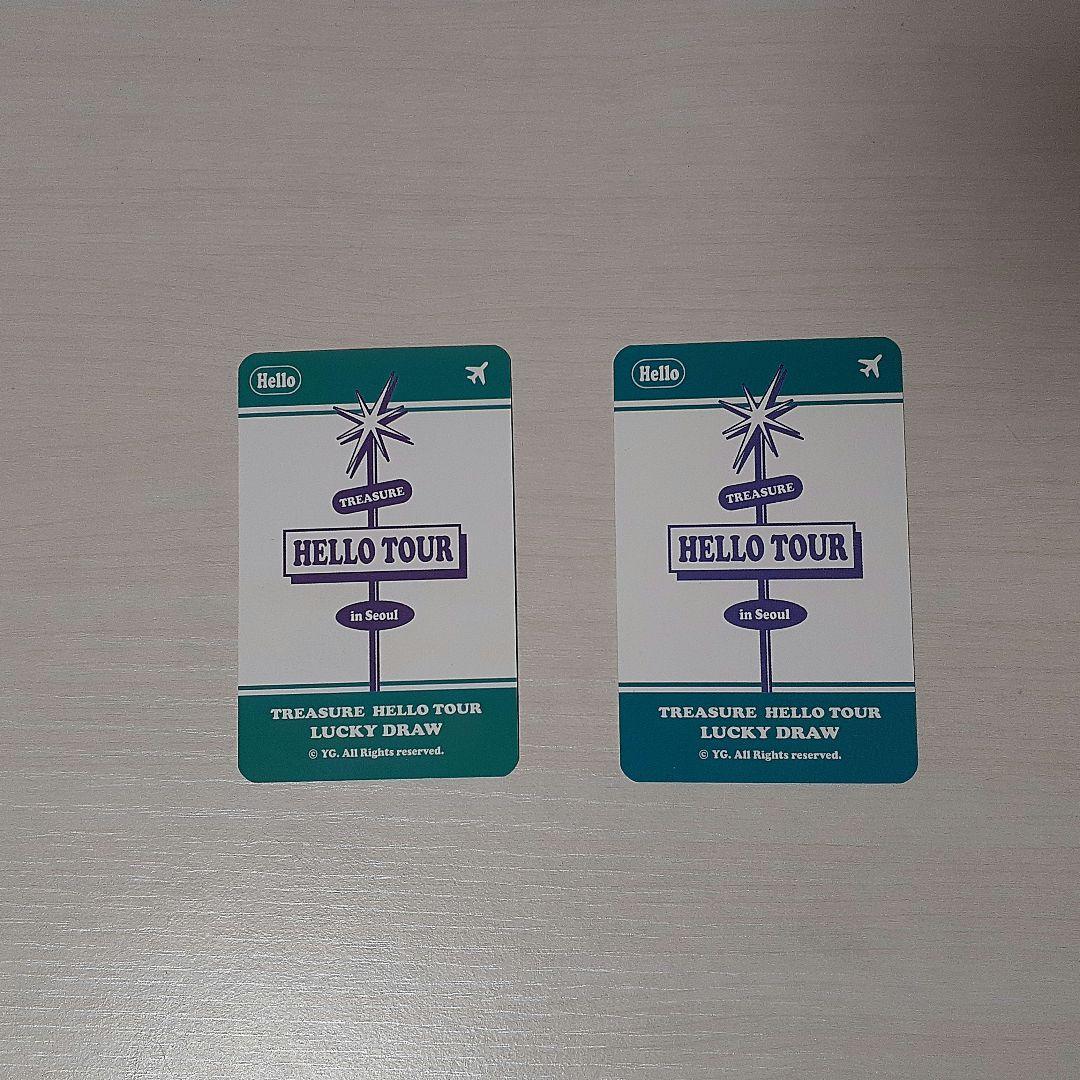 Hello
TREASURE
HELLO TOUR
in Seoul
TREASURE HELLO TOUR
LUCKY DRAW
© YG. All Rights reserved.
Hello
TREASURE
HELLO TOUR
in Seoul
TREASURE HELLO TOUR
LUCKY DRAW
© YG. All Rights reserved.